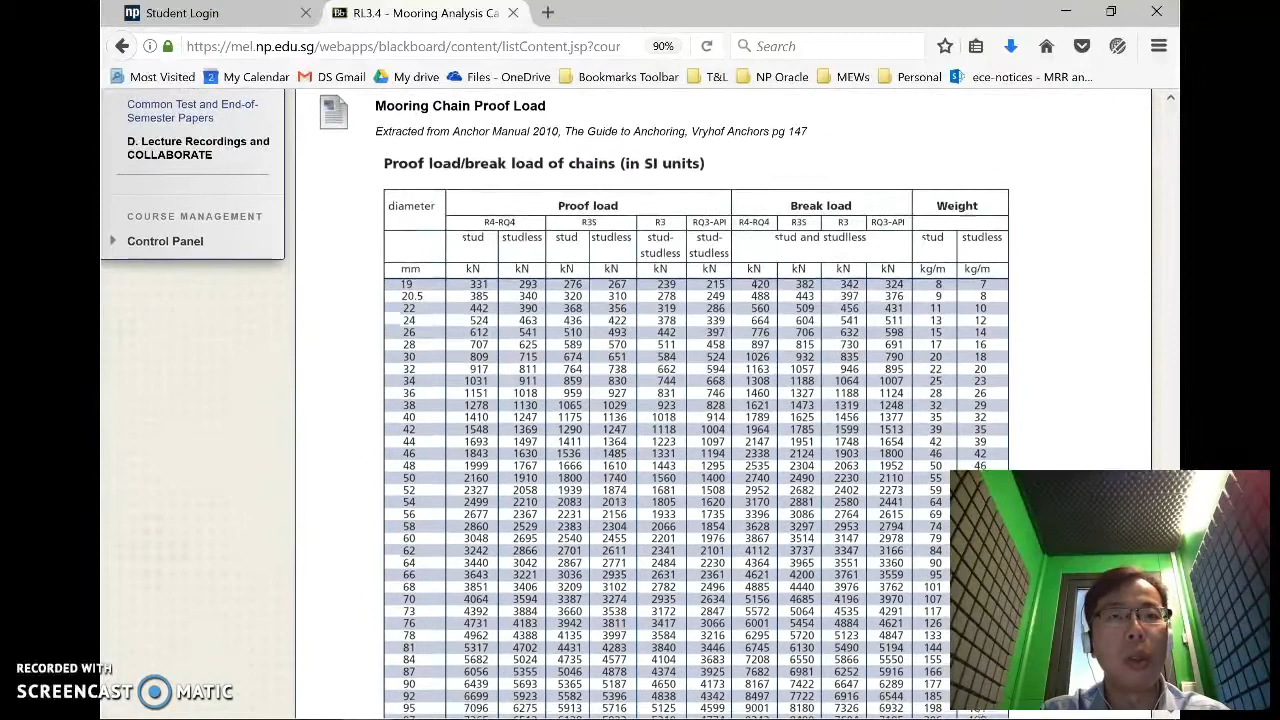 np Student Login
Bb RL3.4 - Mooring Analysis Ca
https://mel.np.edu.sg/webapps/blackboard/content/listContent.jsp?cour 90% Search
Most Visited 2 My Calendar DS Gmail My drive Files - OneDrive Bookmarks Toolbar T&L NP Oracle MEWs Personal ece-notices - MRR an...
Common Test and End-of-
Semester Papers
D. Lecture Recordings and
COLLABORATE
COURSE MANAGEMENT
Control Panel
Mooring Chain Proof Load
Extracted from Anchor Manual 2010, The Guide to Anchoring, Vryhof Anchors pg 147
Proof load/break load of chains (in SI units)
diameter Proof load Break load Weight
R4-RQ4 R3S R3 RQ3-API R4-RQ4 R3S R3 RQ3-API
stud studless stud studless stud- stud- stud and studlless stud studless
studless studless
mm kN kN kN kN kN kN kN kN kN kN kg/m kg/m
19 331 293 276 267 239 215 420 382 342 324 8 7
20.5 385 340 320 310 278 249 488 443 397 376 9 8
22 442 390 368 356 319 286 560 509 456 431 11 10
24 524 463 436 422 378 339 664 604 541 511 13 12
26 612 541 510 493 442 397 776 706 632 598 15 14
28 707 625 589 570 511 458 897 815 730 691 17 16
30 809 715 674 651 584 524 1026 932 835 790 20 18
32 917 811 764 738 662 594 1163 1057 946 895 22 20
34 1031 911 859 830 744 668 1308 1188 1064 1007 25 23
36 1151 1018 959 927 831 746 1460 1327 1188 1124 28 26
38 1278 1130 1065 1029 923 828 1621 1473 1319 1248 32 29
40 1410 1247 1175 1136 1018 914 1789 1625 1456 1377 35 32
42 1548 1369 1290 1247 1118 1004 1964 1785 1599 1513 39 35
44 1693 1497 1411 1364 1223 1097 2147 1951 1748 1654 42 39
46 1843 1630 1536 1485 1331 1194 2338 2124 1903 1800 46 42
48 1999 1767 1666 1610 1443 1295 2535 2304 2063 1952 50 46
50 2160 1910 1800 1740 1560 1400 2740 2490 2230 2110 55
52 2327 2058 1939 1874 1681 1508 2952 2682 2402 2273 59
54 2499 2210 2083 2013 1805 1620 3170 2881 2580 2441 64
56 2677 2367 2231 2156 1933 1735 3396 3086 2764 2615 69
58 2860 2529 2383 2304 2066 1854 3628 3297 2953 2794 74
60 3048 2695 2540 2455 2201 1976 3867 3514 3147 2978 79
62 3242 2866 2701 2611 2341 2101 4112 3737 3347 3166 84
64 3440 3042 2867 2771 2484 2230 4364 3965 3551 3360 90
66 3643 3221 3036 2935 2631 2361 4621 4200 3761 3559 95
68 3851 3406 3209 3102 2782 2496 4885 4440 3976 3762 101
70 4064 3594 3387 3274 2935 2634 5156 4685 4196 3970 107
73 4392 3884 3660 3538 3172 2847 5572 5064 4535 4291 117
76 4731 4183 3942 3811 3417 3066 6001 5454 4884 4621 126
78 4962 4388 4135 3997 3584 3216 6295 5720 5123 4847 133
81 5317 4702 4431 4283 3840 3446 6745 6130 5490 5194 144
84 5682 5024 4735 4577 4104 3683 7208 6550 5866 5550 155
87 6056 5355 5046 4878 4374 3925 7682 6981 6252 5916 166
90 6439 5693 5365 5187 4650 4173 8167 7422 6647 6289 177
92 6699 5923 5582 5396 4838 4342 8497 7722 6916 6544 185
95 7096 6275 5913 5716 5125 4599 9001 8180 7326 6932 198
RECORDED WITH
SCREENCAST MATIC